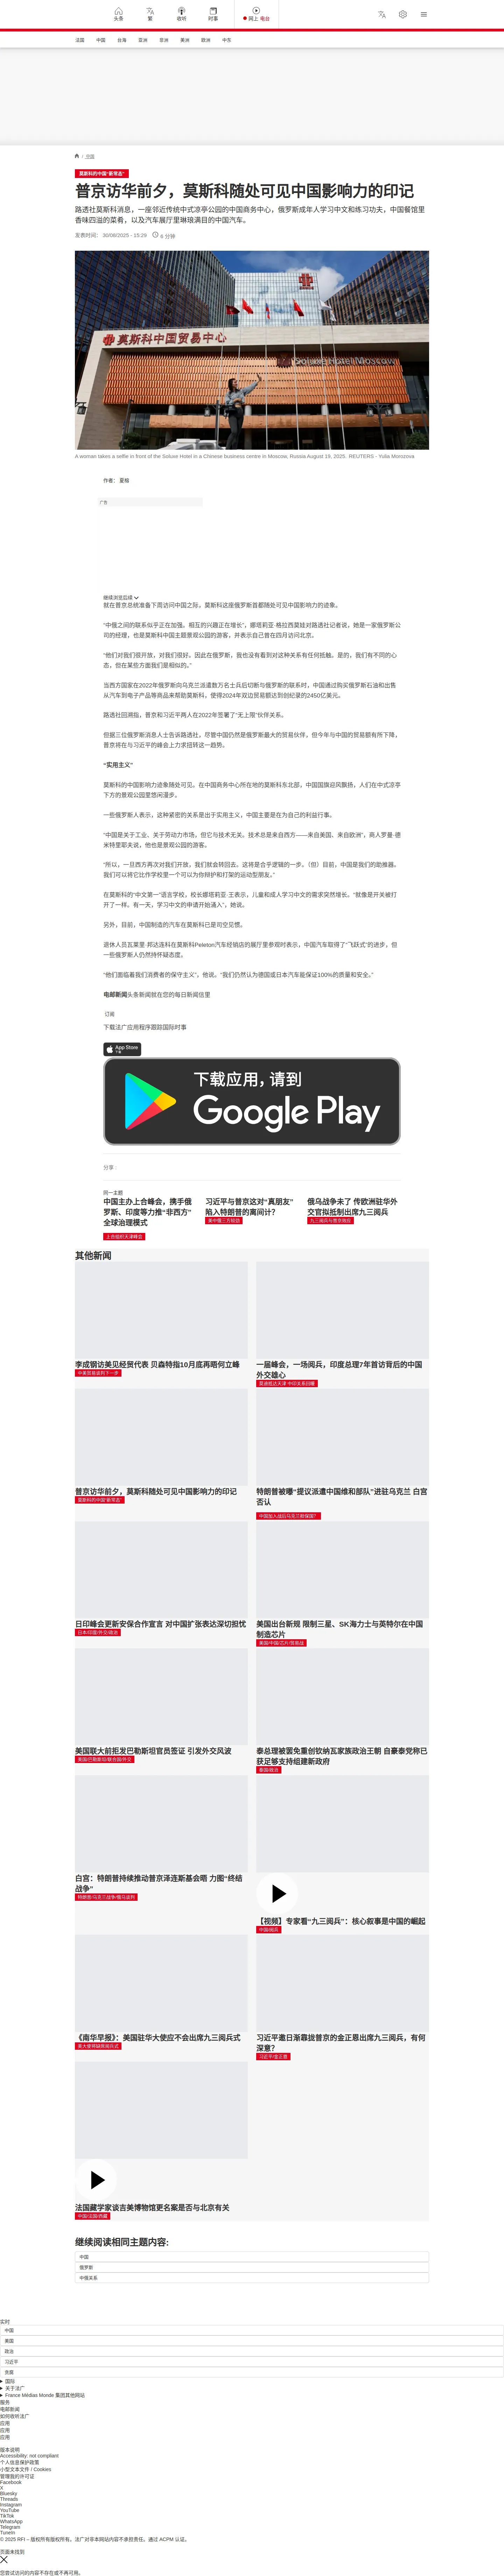 头条
繁
收听
时事
网上 电台
法国
中国
台海
亚洲
非洲
美洲
欧洲
中东
/ 中国
莫斯科的中国“新常态”
普京访华前夕，莫斯科随处可见中国影响力的印记
路透社莫斯科消息，一座邻近传统中式凉亭公园的中国商务中心，俄罗斯成年人学习中文和练习功夫，中国餐馆里
香味四溢的菜肴，以及汽车展厅里琳琅满目的中国汽车。
发表时间： 30/08/2025 - 15:29
6 分钟
莫斯科中国贸易中心
Soluxe Hotel Moscow
A woman takes a selfie in front of the Soluxe Hotel in a Chinese business centre in Moscow, Russia August 19, 2025. REUTERS - Yulia Morozova
作者： 夏榆
广告
继续浏览后续
就在普京总统准备下周访问中国之际，莫斯科这座俄罗斯首都随处可见中国影响力的迹象。
“中俄之间的联系似乎正在加强。相互的兴趣正在增长”，娜塔莉亚·格拉西莫娃对路透社记者说，她是一家俄罗斯公
司的经理，也是莫斯科中国主题景观公园的游客，并表示自己曾在四月访问北京。
“他们对我们很开放，对我们很好。因此在俄罗斯，我也没有看到对这种关系有任何抵触。是的，我们有不同的心
态，但在某些方面我们是相似的。”
当西方国家在2022年俄罗斯向乌克兰派遣数万名士兵后切断与俄罗斯的联系时，中国通过购买俄罗斯石油和出售
从汽车到电子产品等商品来帮助莫斯科，使得2024年双边贸易额达到创纪录的2450亿美元。
路透社回溯指，普京和习近平两人在2022年签署了“无上限”伙伴关系。
但据三位俄罗斯消息人士告诉路透社，尽管中国仍然是俄罗斯最大的贸易伙伴，但今年与中国的贸易额有所下降，
普京将在与习近平的峰会上力求扭转这一趋势。
“实用主义”
莫斯科的中国影响力迹象随处可见。在中国商务中心所在地的莫斯科东北部，中国国旗迎风飘扬，人们在中式凉亭
下方的景观公园里悠闲漫步。
一些俄罗斯人表示，这种紧密的关系是出于实用主义，中国主要是在为自己的利益行事。
“中国是关于工业、关于劳动力市场，但它与技术无关。技术总是来自西方——来自美国、来自欧洲”，商人罗曼·德
米特里耶夫说，他也是景观公园的游客。
“所以，一旦西方再次对我们开放，我们就会转回去。这将是合乎逻辑的一步、（但）目前，中国是我们的助推器。
我们可以将它比作学校里一个可以为你辩护和打架的运动型朋友。”
在莫斯科的“中文第一”语言学校，校长娜塔莉亚·王表示，儿童和成人学习中文的需求突然增长。“就像是开关被打
开了一样。有一天，学习中文的申请开始涌入”，她说。
另外，目前，中国制造的汽车在莫斯科已是司空见惯。
退休人员瓦莱里·邦达连科在莫斯科Peleton汽车经销店的展厅里参观时表示，中国汽车取得了“飞跃式”的进步，但
一些俄罗斯人仍然持怀疑态度。
“他们面临着我们消费者的保守主义”，他说，“我们仍然认为德国或日本汽车能保证100%的质量和安全。”
电邮新闻头条新闻就在您的每日新闻信里
订阅
下载法广应用程序跟踪国际时事
App Store
下载应用，请到
Google Play
分享 :
同一主题
中国主办上合峰会，携手俄罗斯、印度等力推“非西方”全球治理模式
上合组织天津峰会
习近平与普京这对“真朋友”陷入特朗普的离间计？
美中俄三方较劲
俄乌战争未了 传欧洲驻华外交官拟抵制出席九三阅兵
九三阅兵与普京现在
其他新闻
李成钢访美见经贸代表 贝森特指10月底再晤何立峰
中美贸易谈判下一步
一届峰会，一场阅兵，印度总理7年首访背后的中国外交雄心
莫迪抵达天津 中印关系回暖
普京访华前夕，莫斯科随处可见中国影响力的印记
莫斯科的中国“新常态”
特朗普被曝“提议派遣中国维和部队”进驻乌克兰 白宫否认
中国加入战后乌克兰担保国？
日印峰会更新安保合作宣言 对中国扩张表达深切担忧
日本/印度/外交/政治
美国出台新规 限制三星、SK海力士与英特尔在中国制造芯片
美国/中国/芯片/贸易战
美国联大前拒发巴勒斯坦官员签证 引发外交风波
美国/巴勒斯坦/联合国/外交
泰总理被罢免重创钦纳瓦家族政治王朝 自豪泰党称已获足够支持组建新政府
泰国/政治
白宫：特朗普持续推动普京泽连斯基会晤 力图“终结战争”
特朗普/乌克兰战争/俄乌谈判
【视频】专家看“九三阅兵”：核心叙事是中国的崛起
中国/阅兵
《南华早报》：美国驻华大使应不会出席九三阅兵式
美大使将缺席阅兵式
习近平邀日渐靠拢普京的金正恩出席九三阅兵，有何深意？
习近平/金正恩
法国藏学家谈吉美博物馆更名案是否与北京有关
中国/法国/西藏
继续阅读相同主题内容:
中国
俄罗斯
中俄关系
实时
中国
美国
政治
习近平
贵嬴
国际
关于法广
France Médias Monde 集团其他网站
服务
电邮新闻
如何收听法广
应用
应用
应用
版本说明
Accessibility: not compliant
个人信息保护政策
小型文本文件 / Cookies
管理我的许可证
Facebook
X
Bluesky
Threads
Instagram
YouTube
TikTok
WhatsApp
Telegram
TuneIn
© 2025 RFI – 版权所有版权所有。法广对非本网站内容不承担责任。通过 ACPM 认证。
页面未找到
您尝试访问的内容不存在或不再可用。